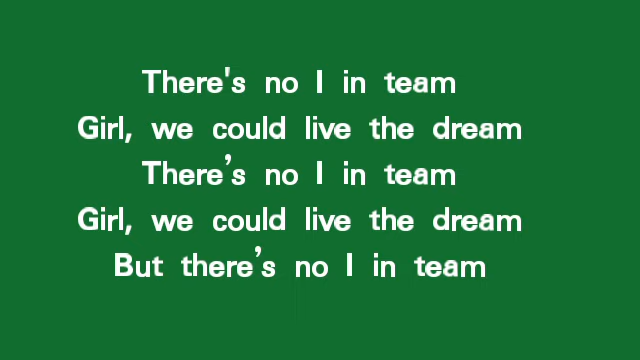 There's no I in team
Girl, we could live the dream
There’s no I in team
Girl, we could live the dream
But there’s no I in team